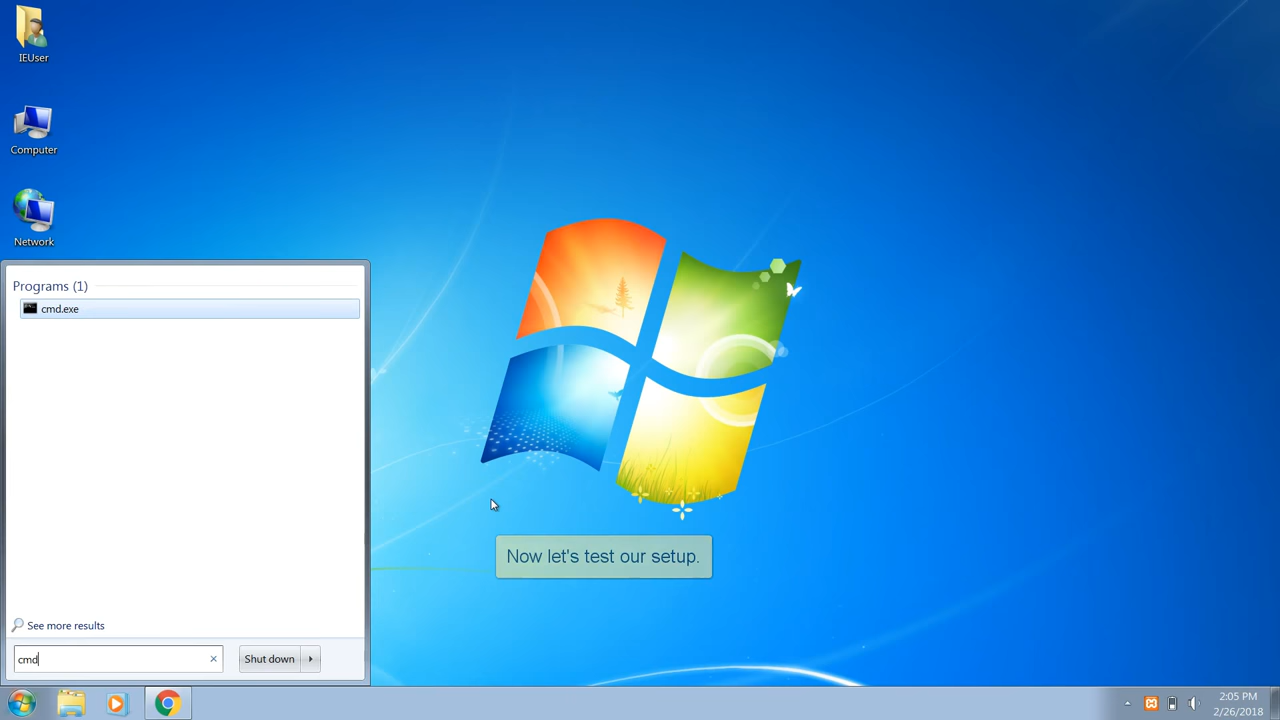 IEUser
Computer
Network
Programs (1)
cmd.exe
Now let's test our setup.
See more results
cmd
Shut down
2:05 PM
2/26/2018